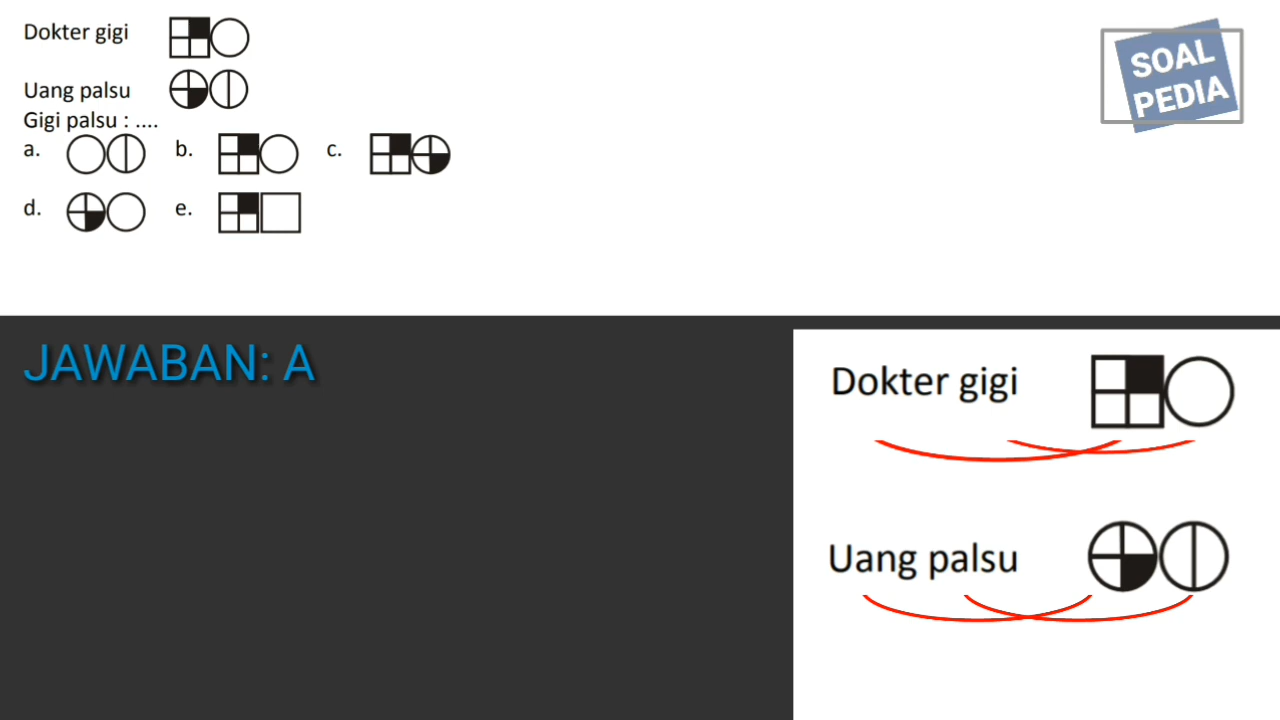 Dokter gigi
Uang palsu
Gigi palsu : ....
a. b. c.
d. e.
SOAL
PEDIA
JAWABAN: A
Dokter gigi
Uang palsu